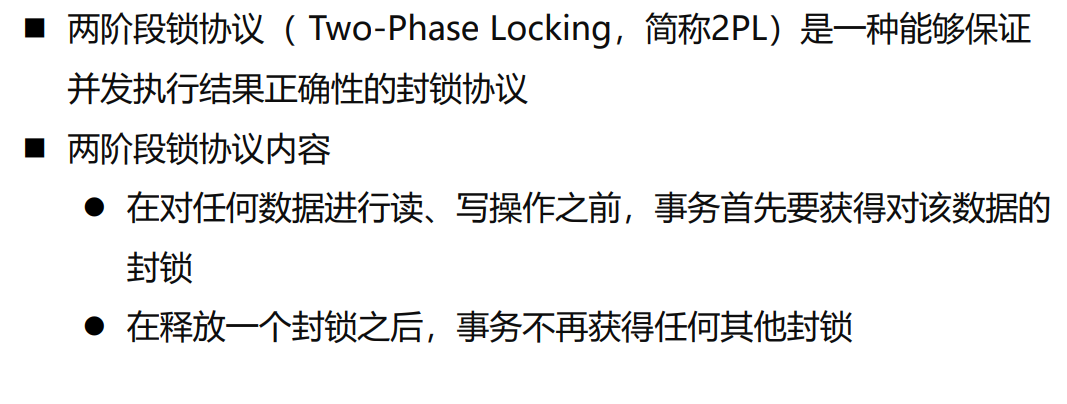 ■ 两阶段锁协议（ Two-Phase Locking，简称2PL）是一种能够保证
并发执行结果正确性的封锁协议
■ 两阶段锁协议内容
● 在对任何数据进行读、写操作之前，事务首先要获得对该数据的
封锁
● 在释放一个封锁之后，事务不再获得任何其他封锁